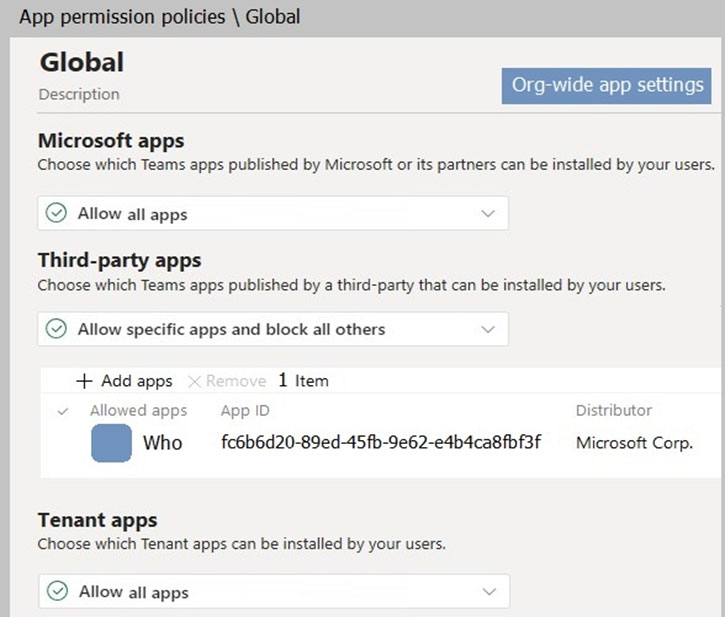 App permission policies \ Global
Global
Description
Org-wide app settings
Microsoft apps
Choose which Teams apps published by Microsoft or its partners can be installed by your users.
Allow all apps
Third-party apps
Choose which Teams apps published by a third-party that can be installed by your users.
Allow specific apps and block all others
+ Add apps × Remove 1 Item
Allowed apps App ID Distributor
Who fc6b6d20-89ed-45fb-9e62-e4b4ca8fbf3f Microsoft Corp.
Tenant apps
Choose which Tenant apps can be installed by your users.
Allow all apps